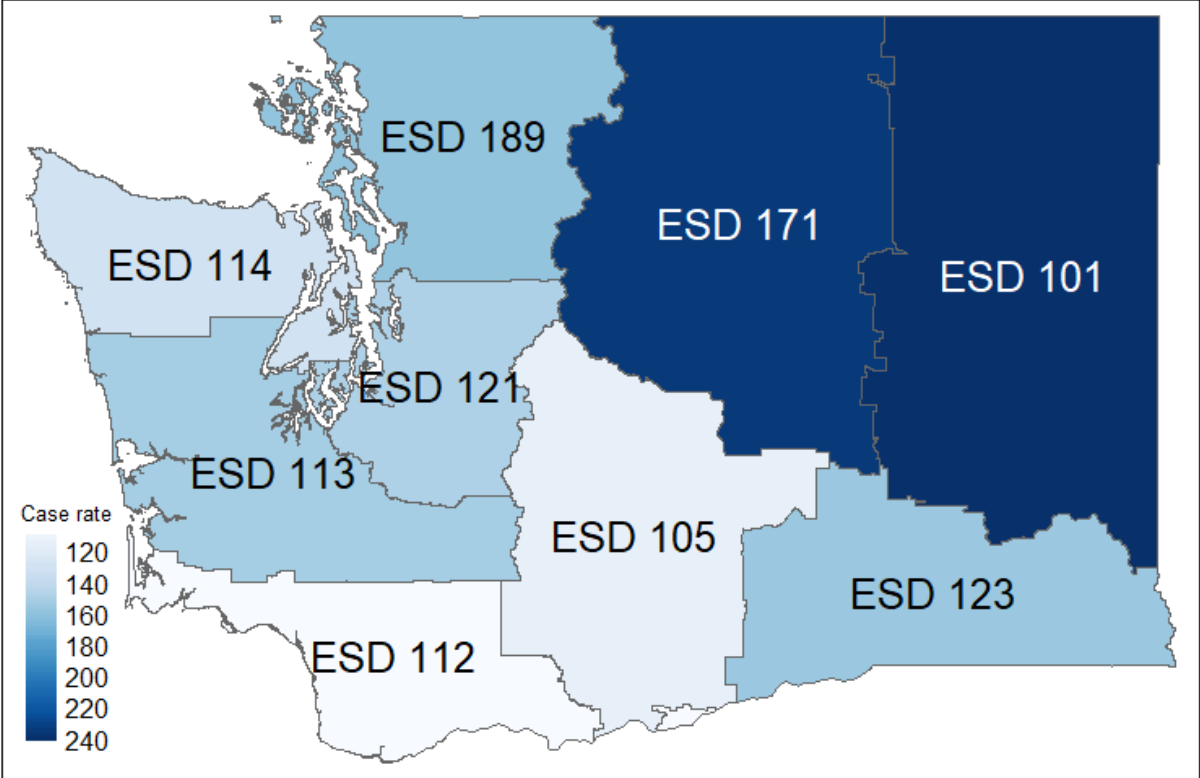 ESD 189
ESD 171
ESD 114
ESD 101
ESD 121
ESD 113
ESD 105
ESD 123
ESD 112
Case rate
120
140
160
180
200
220
240